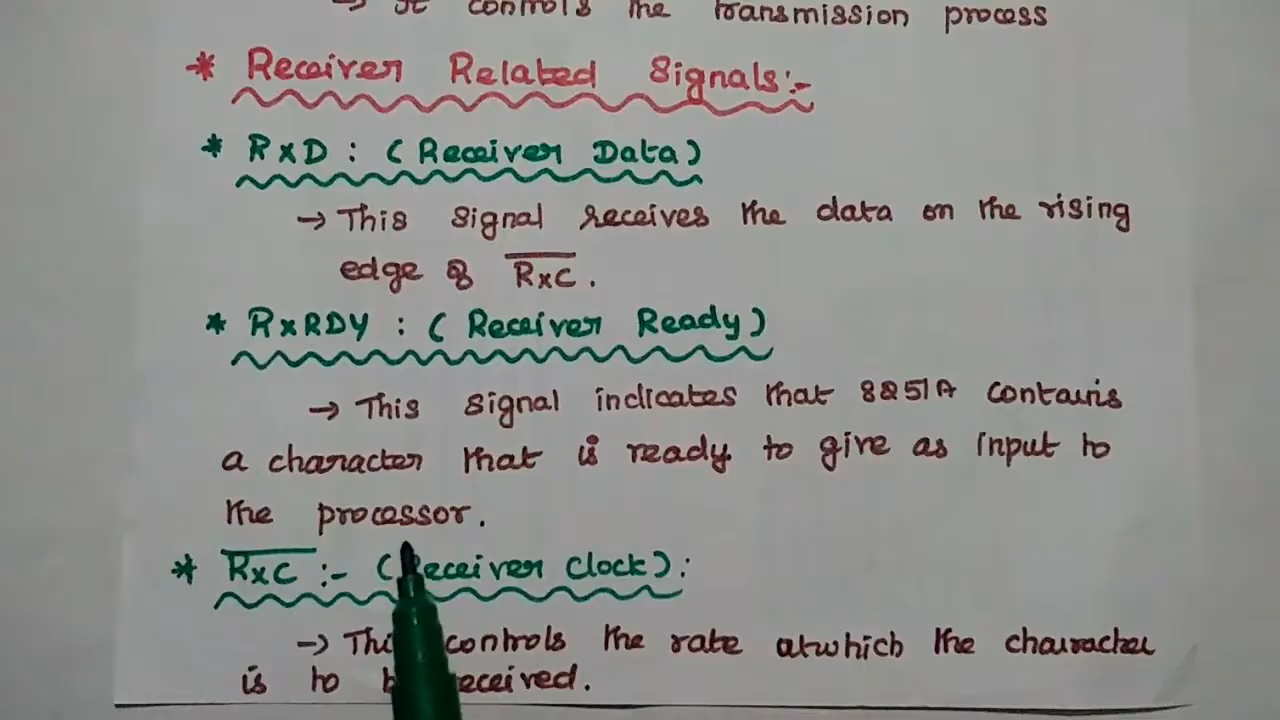 → It controls the transmission process
* Receiver Related Signals:-
* RxD : (Receiver Data)
→ This signal receives the data on the rising
edge of R̅x̅C̅.
* RxRDY : (Receiver Ready)
→ This signal indicates that 8251A contains
a character that is ready to give as input to
the processor.
* R̅x̅C̅ :- (Receiver Clock):
→ This controls the rate atwhich the character
is to be received.